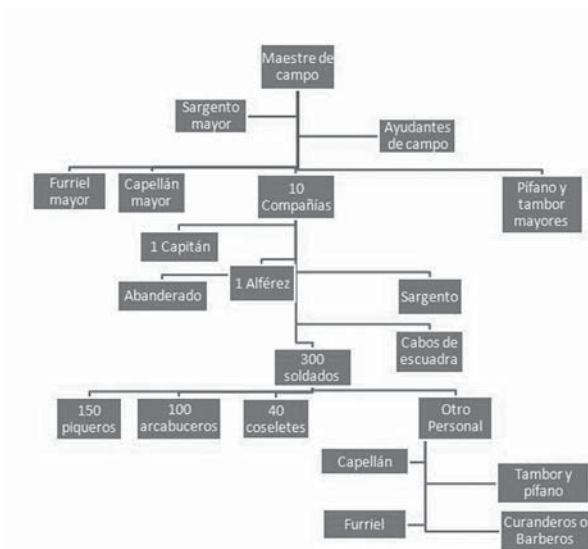 Maestre de
campo
Sargento
mayor
Ayudantes
de campo
Furriel
mayor
Capellán
mayor
10
Compañías
Pífano y
tambor mayores
1 Capitán
1 Alférez
Abanderado
Sargento
Cabos de
escuadra
300
soldados
150
piqueros
100
arcabuceros
40
coseletes
Otro
Personal
Capellán
Tambor y
pífano
Furriel
Curanderos o
Barberos